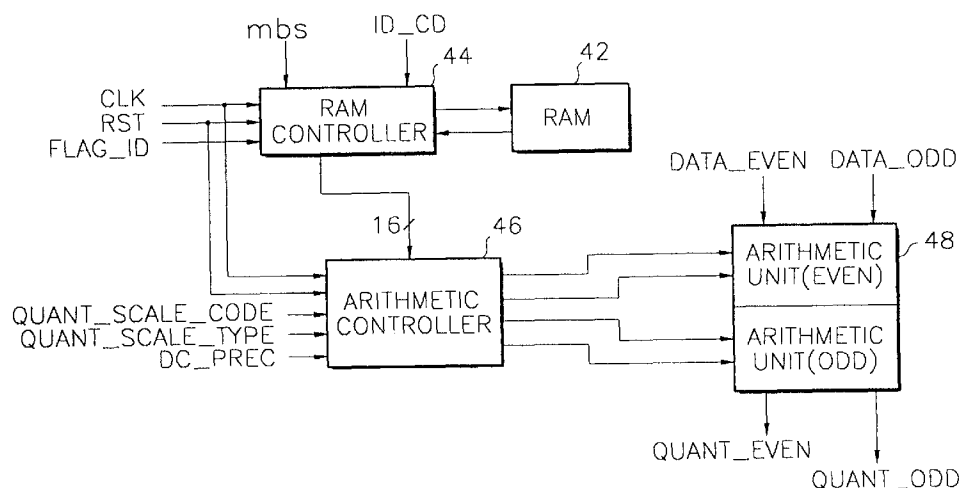 mbs
ID_CD
44
42
CLK
RST
FLAG_ID
RAM
CONTROLLER
RAM
DATA_EVEN
DATA_ODD
16
46
48
QUANT_SCALE_CODE
QUANT_SCALE_TYPE
DC_PREC
ARITHMETIC
CONTROLLER
ARITHMETIC
UNIT(EVEN)
ARITHMETIC
UNIT(ODD)
QUANT_EVEN
QUANT_ODD